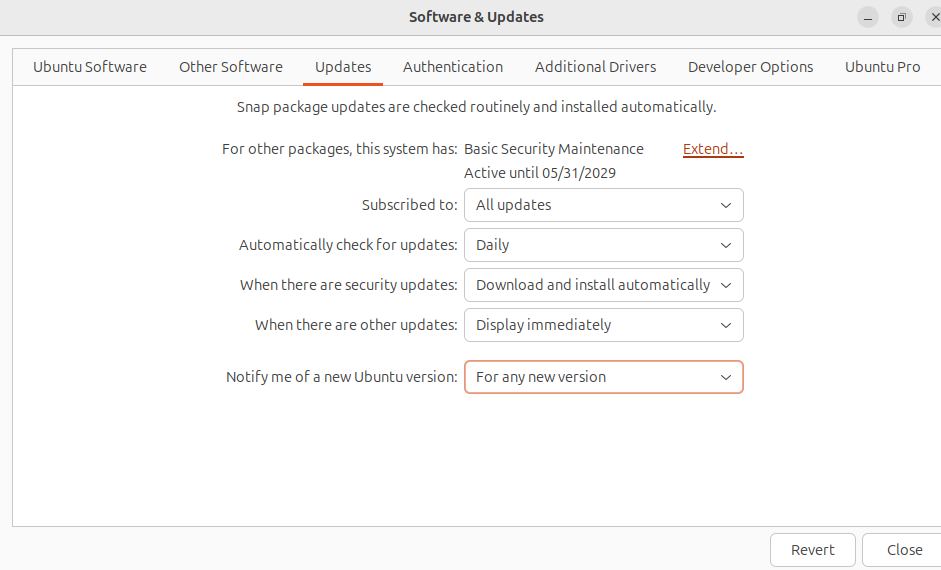 Software & Updates
Ubuntu Software Other Software Updates Authentication Additional Drivers Developer Options Ubuntu Pro
Snap package updates are checked routinely and installed automatically.
For other packages, this system has: Basic Security Maintenance Extend...
Active until 05/31/2029
Subscribed to: All updates
Automatically check for updates: Daily
When there are security updates: Download and install automatically
When there are other updates: Display immediately
Notify me of a new Ubuntu version: For any new version
Revert Close